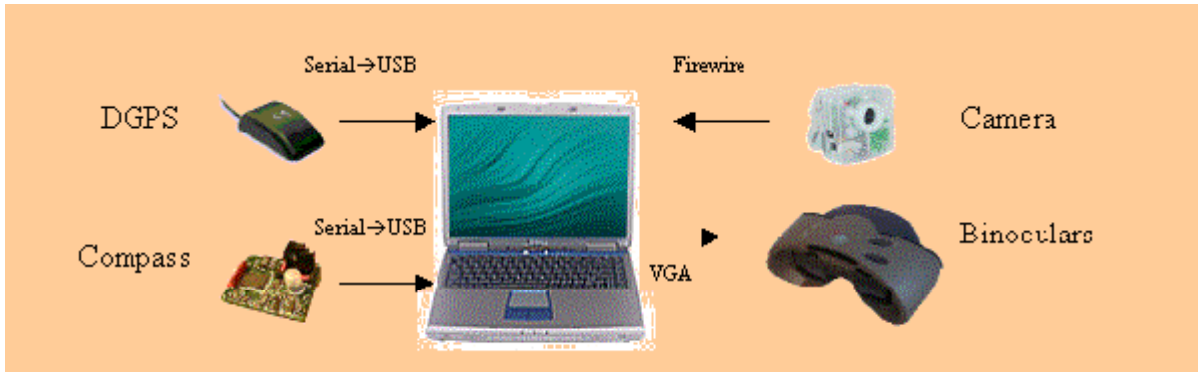 Serial→USB
Firewire
DGPS
Camera
Serial→USB
Binoculars
Compass
VGA